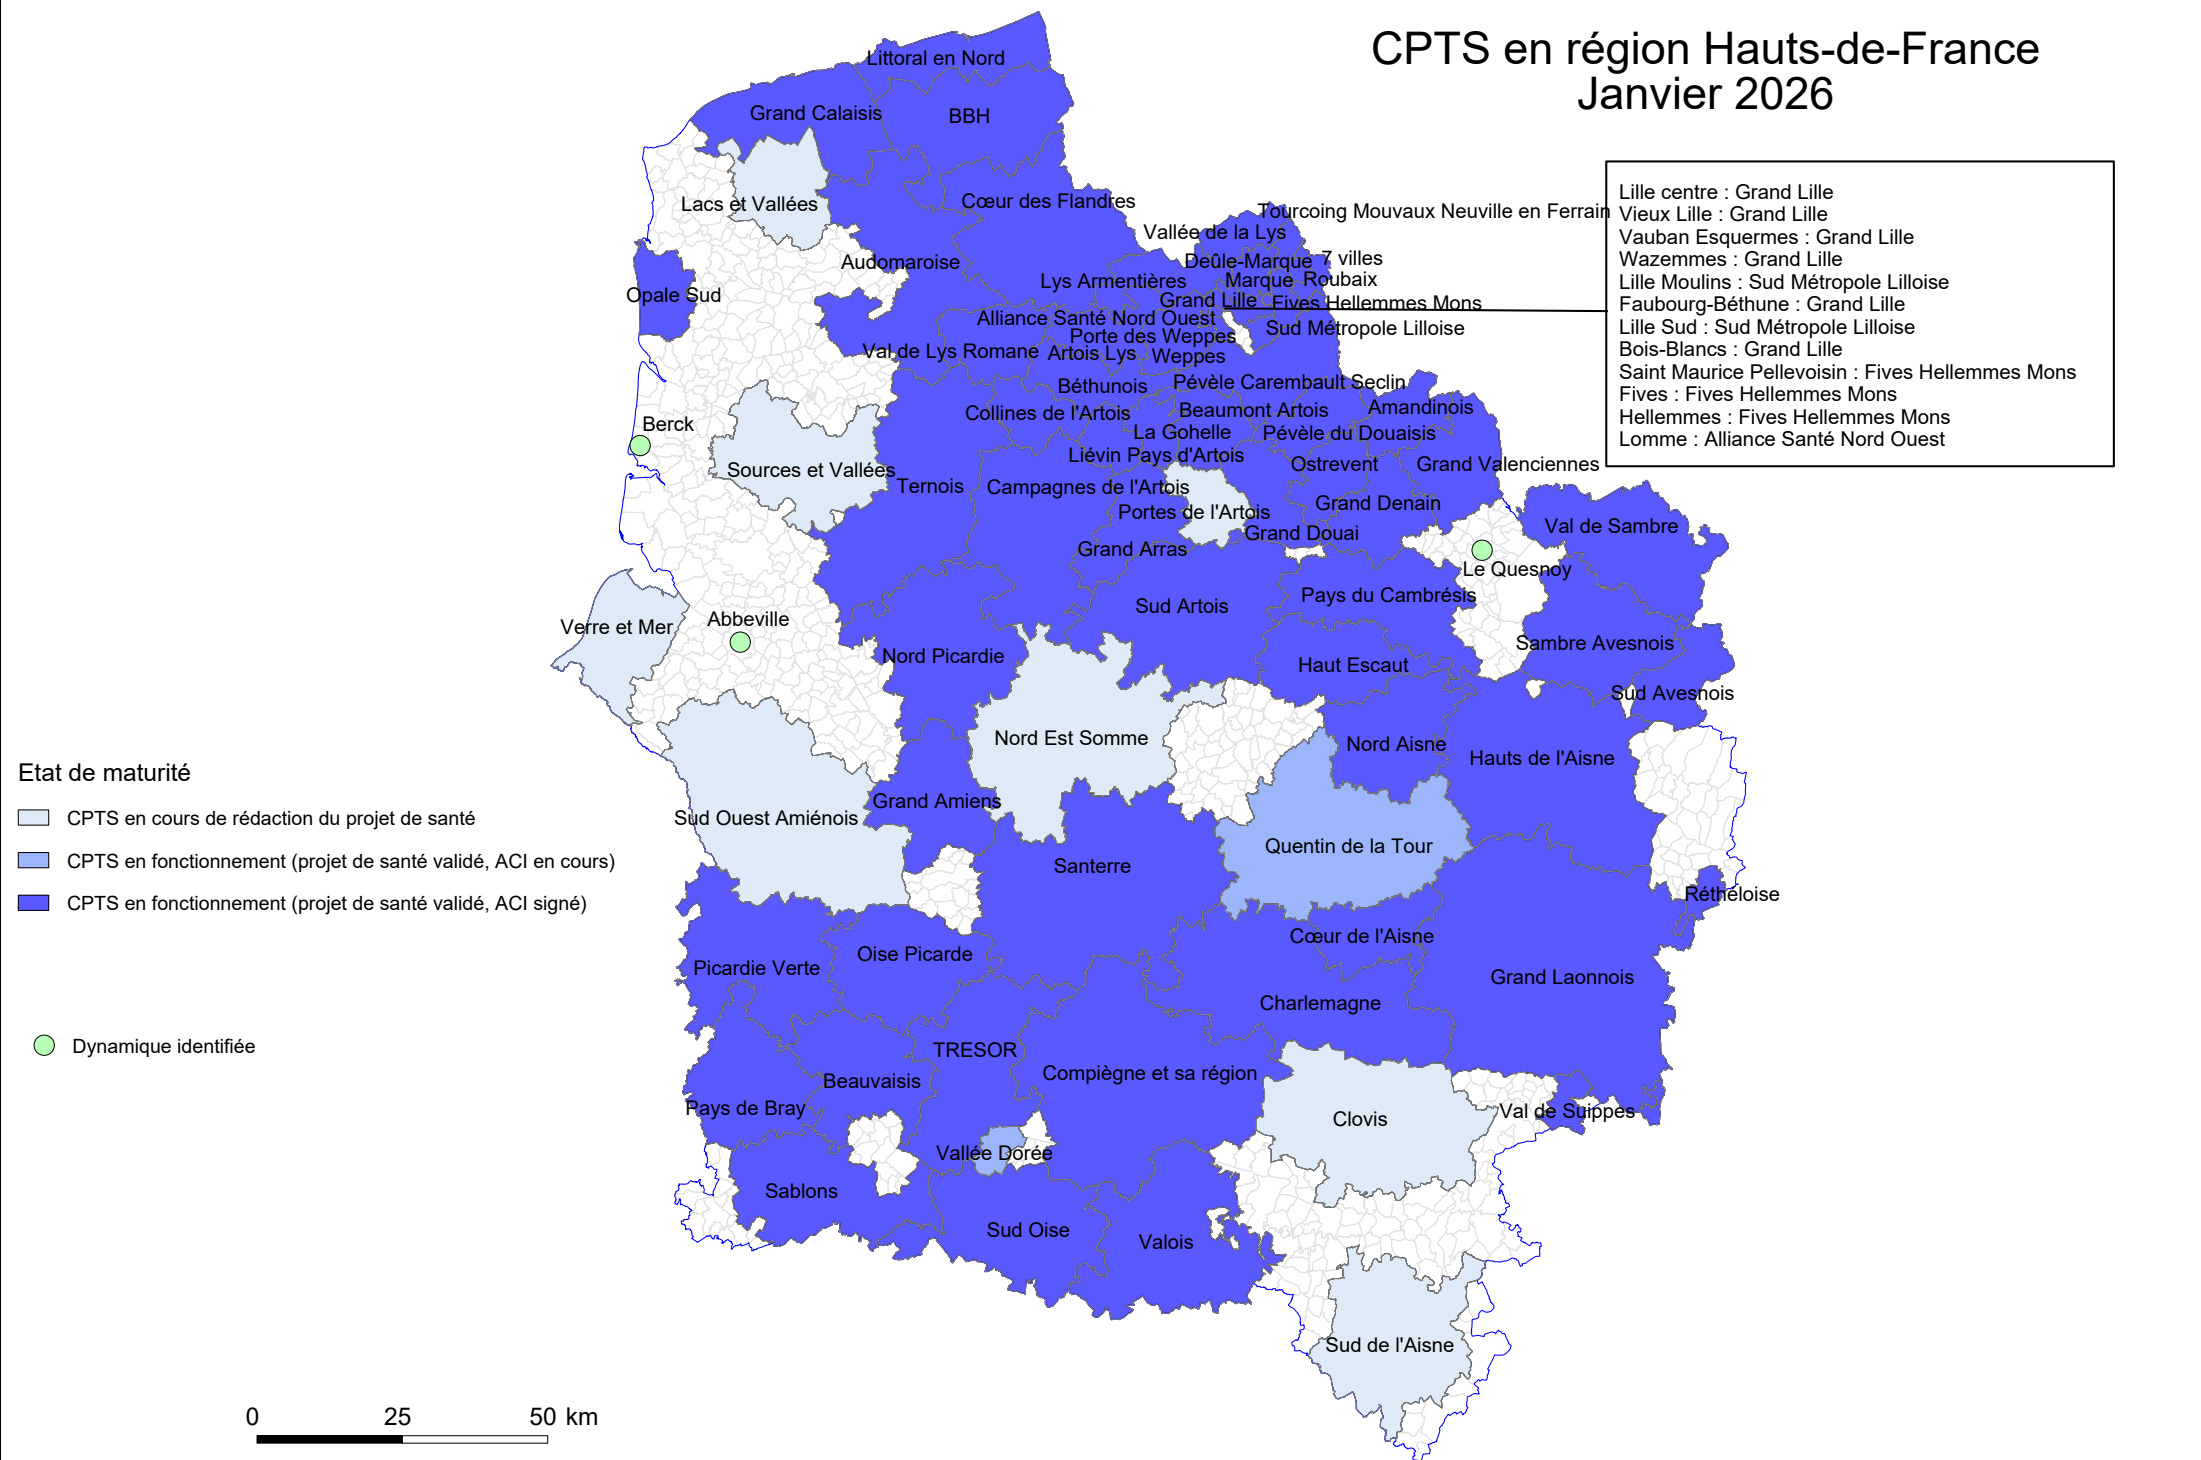 CPTS en région Hauts-de-France
Janvier 2026
Littoral en Nord
Grand Calaisis
BBH
Lacs et Vallées
Cœur des Flandres
Tourcoing Mouvaux Neuville en Ferrain
Vallée de la Lys
Audomaroise
Deûle-Marque
7 villes
Opale Sud
Lys Armentières
Marque
Roubaix
Grand Lille
Fives Hellemmes Mons
Alliance Santé Nord Ouest
Sud Métropole Lilloise
Porte des Weppes
Val de Lys Romane
Artois Lys
Weppes
Béthunois
Pévèle Carembault Seclin
Collines de l'Artois
Beaumont Artois
Amandinois
Berck
La Gohelle
Pévèle du Douaisis
Liévin Pays d'Artois
Sources et Vallées
Ostrevent
Grand Valenciennes
Ternois
Campagnes de l'Artois
Portes de l'Artois
Grand Denain
Val de Sambre
Grand Arras
Grand Douai
Le Quesnoy
Sud Artois
Pays du Cambrésis
Verre et Mer
Abbeville
Sambre Avesnois
Nord Picardie
Haut Escaut
Sud Avesnois
Nord Est Somme
Nord Aisne
Hauts de l'Aisne
Grand Amiens
Sud Ouest Amiénois
Quentin de la Tour
Santerre
Réthéloise
Cœur de l'Aisne
Oise Picarde
Picardie Verte
Grand Laonnois
Charlemagne
TRESOR
Compiègne et sa région
Beauvaisis
Pays de Bray
Clovis
Val de Suippes
Vallée Dorée
Sablons
Sud Oise
Valois
Sud de l'Aisne
Lille centre : Grand Lille
Vieux Lille : Grand Lille
Vauban Esquermes : Grand Lille
Wazemmes : Grand Lille
Lille Moulins : Sud Métropole Lilloise
Faubourg-Béthune : Grand Lille
Lille Sud : Sud Métropole Lilloise
Bois-Blancs : Grand Lille
Saint Maurice Pellevoisin : Fives Hellemmes Mons
Fives : Fives Hellemmes Mons
Hellemmes : Fives Hellemmes Mons
Lomme : Alliance Santé Nord Ouest
Etat de maturité
CPTS en cours de rédaction du projet de santé
CPTS en fonctionnement (projet de santé validé, ACI en cours)
CPTS en fonctionnement (projet de santé validé, ACI signé)
Dynamique identifiée
0 25 50 km